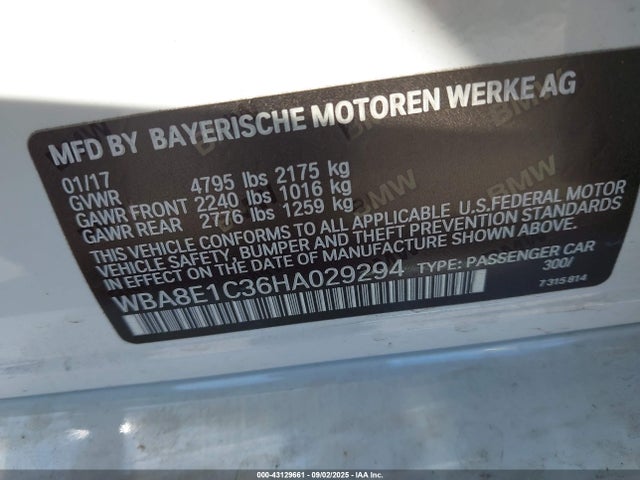 MFD BY BAYERISCHE MOTOREN WERKE AG
01/17
GVWR 4795 lbs 2175 kg
GAWR FRONT 2240 lbs 1016 kg
GAWR REAR 2776 lbs 1259 kg
THIS VEHICLE CONFORMS TO ALL APPLICABLE U.S.FEDERAL MOTOR
VEHICLE SAFETY, BUMPER AND THEFT PREVENTION STANDARDS
IN EFFECT ON THE DATE OF MANUFACTURE SHOWN ABOVE.
WBA8E1C36HA029294 TYPE: PASSENGER CAR
300/
7 315 814
000-43129661 - 09/02/2025 - IAA Inc.